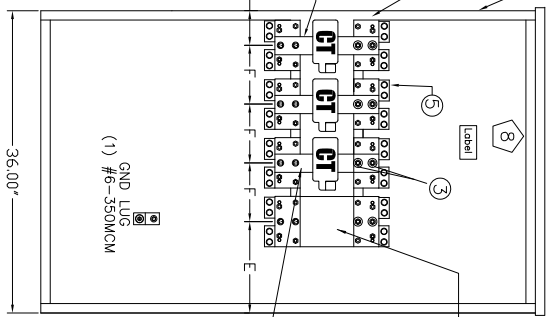 CT
CT
CT
F
F
F
E
5
3
8
Label
GND LUG
(1) #6-350MCM
36.00"